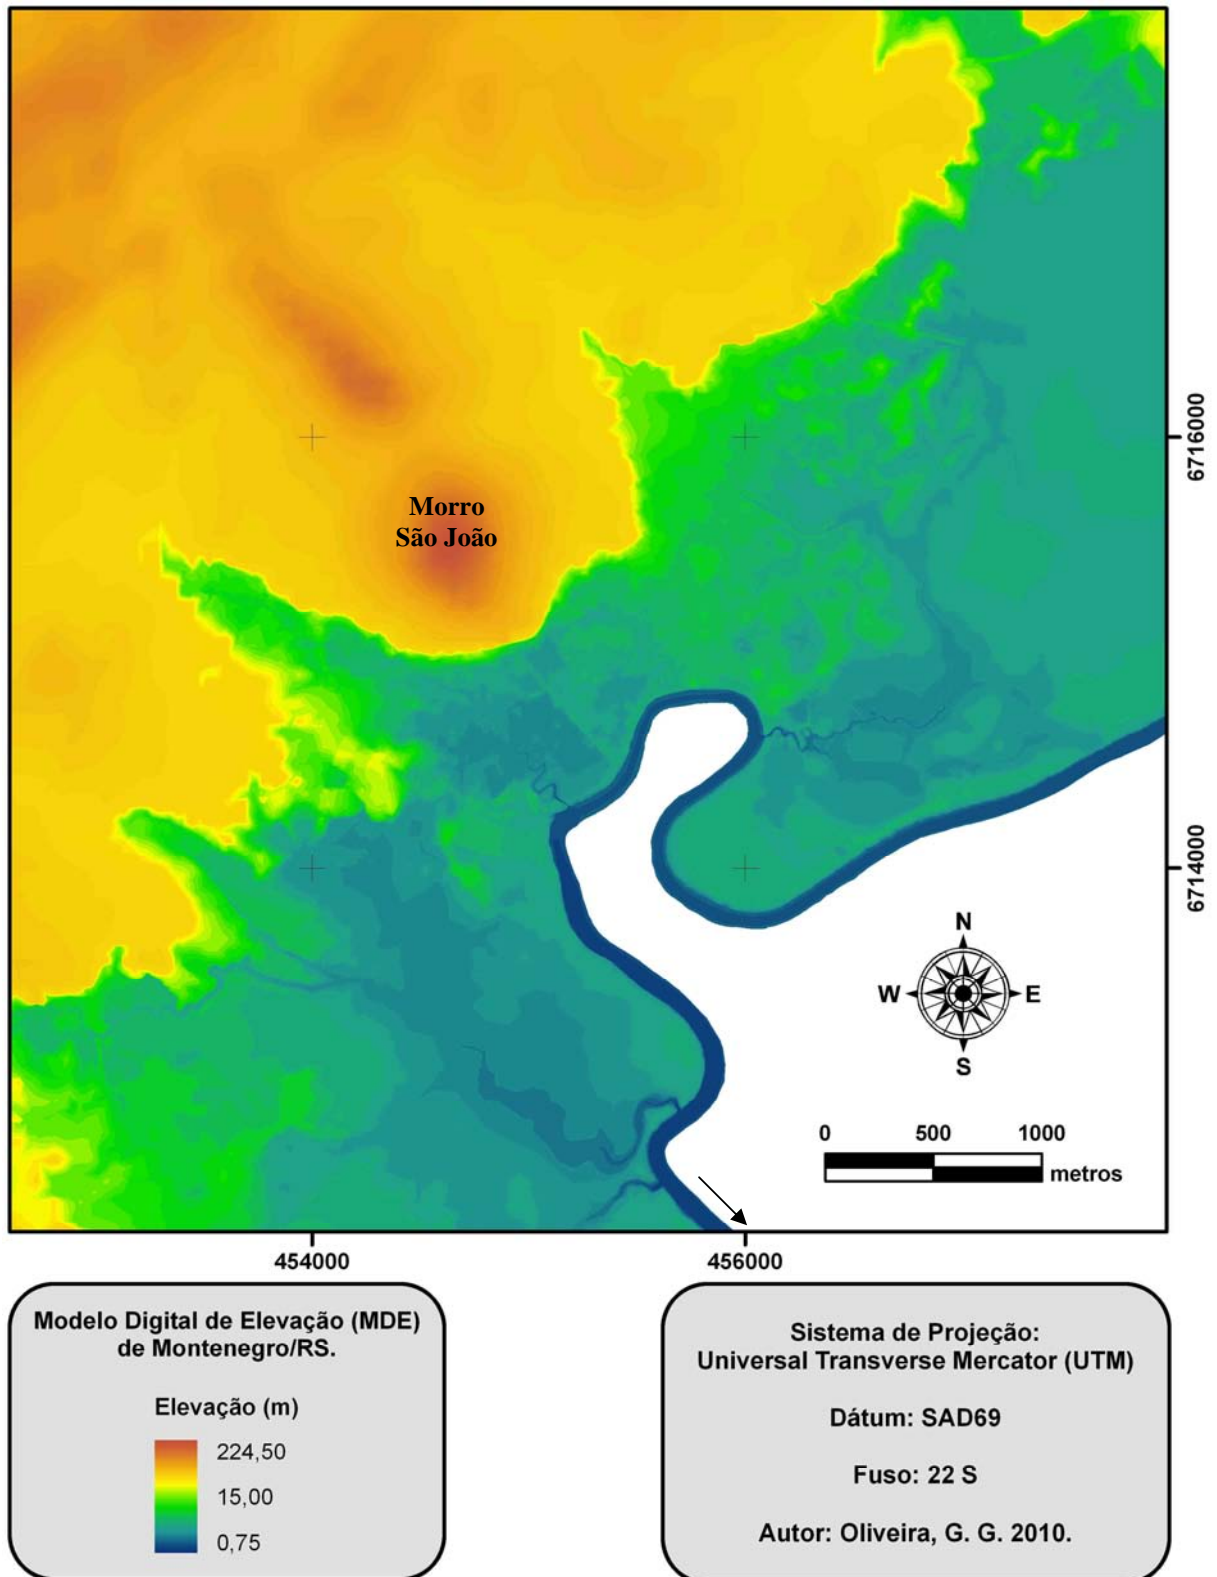 Morro
São João
6716000
6714000
N
W
E
S
0
500
1000
metros
454000
456000
Modelo Digital de Elevação (MDE)
de Montenegro/RS.
Elevação (m)
224,50
15,00
0,75
Sistema de Projeção:
Universal Transverse Mercator (UTM)
Dátum: SAD69
Fuso: 22 S
Autor: Oliveira, G. G. 2010.